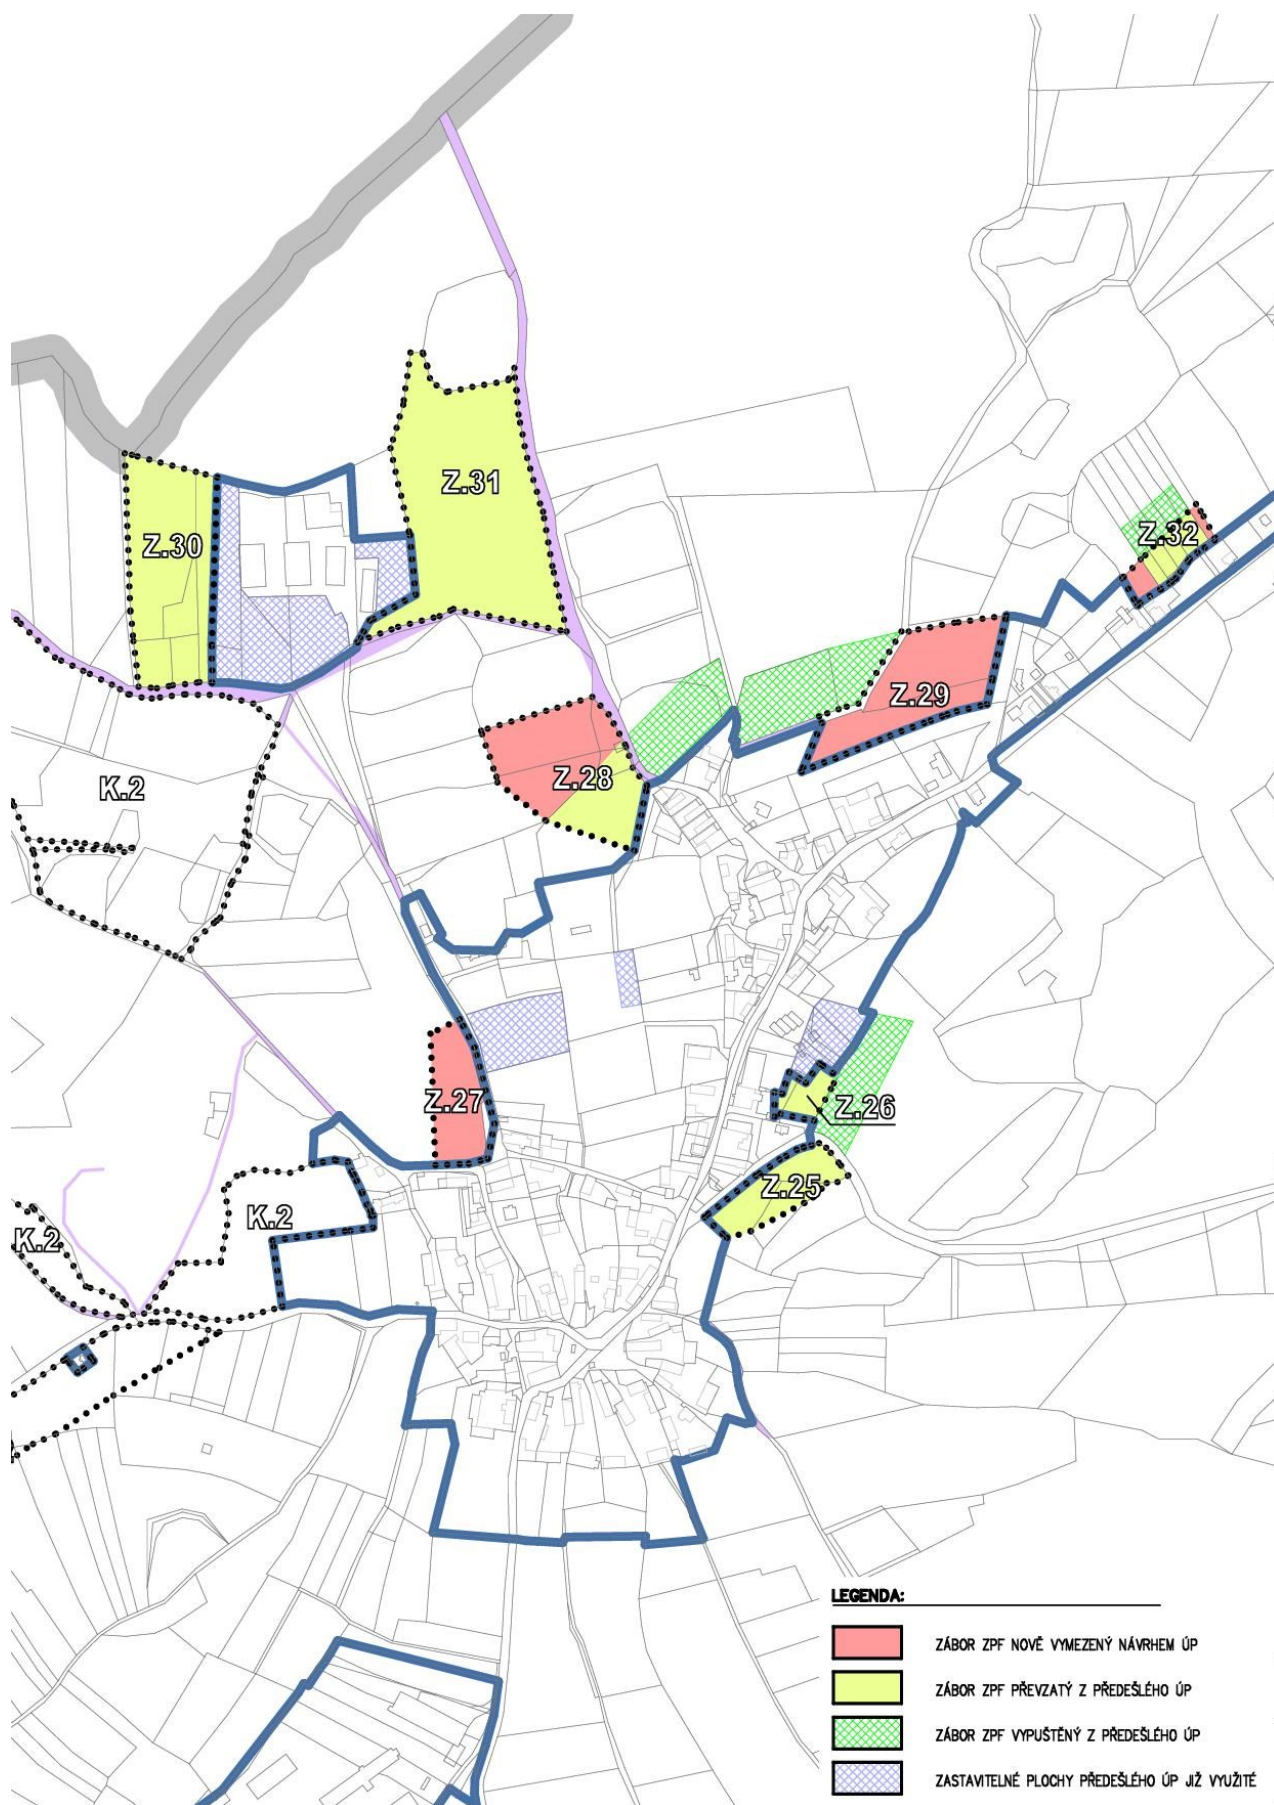 Z.31
Z.30
Z.32
Z.29
Z.28
K.2
Z.27
Z.26
Z.25
K.2
K.2
LEGENDA:
ZÁBOR ZPF NOVĚ VYMEZENÝ NÁVRHEM ÚP
ZÁBOR ZPF PŘEVZATÝ Z PŘEDEŠLÉHO ÚP
ZÁBOR ZPF VYPUŠTĚNÝ Z PŘEDEŠLÉHO ÚP
ZASTAVITELNÉ PLOCHY PŘEDEŠLÉHO ÚP JIŽ VYUŽITÉ